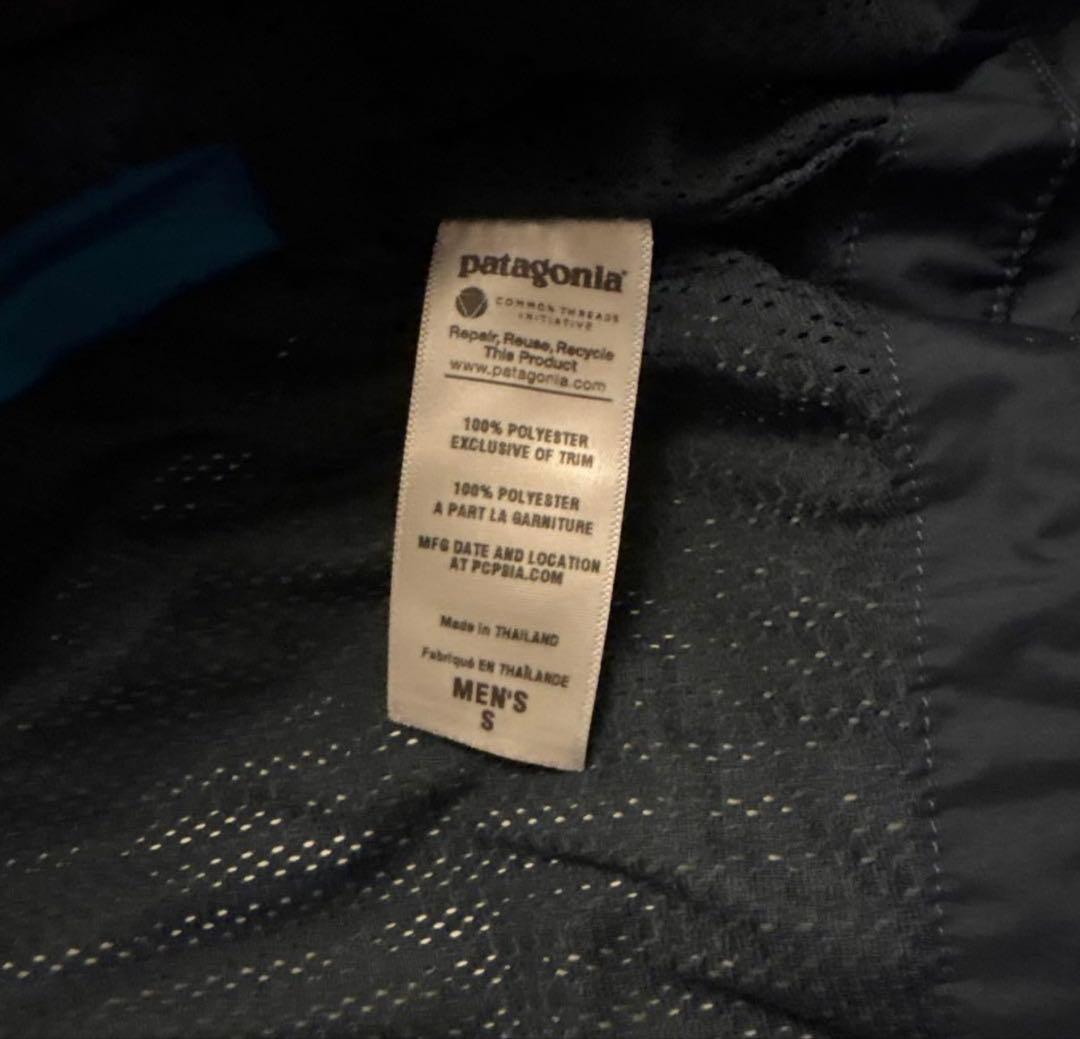 patagonia®
COMMON THREADS
INITIATIVE
Repair, Reuse, Recycle
This Product
www.patagonia.com
100% POLYESTER
EXCLUSIVE OF TRIM
100% POLYESTER
A PART LA GARNITURE
MFG DATE AND LOCATION
AT PCPSIA.COM
Made in THAILAND
Fabriqué EN THAÏLANDE
MEN'S
S